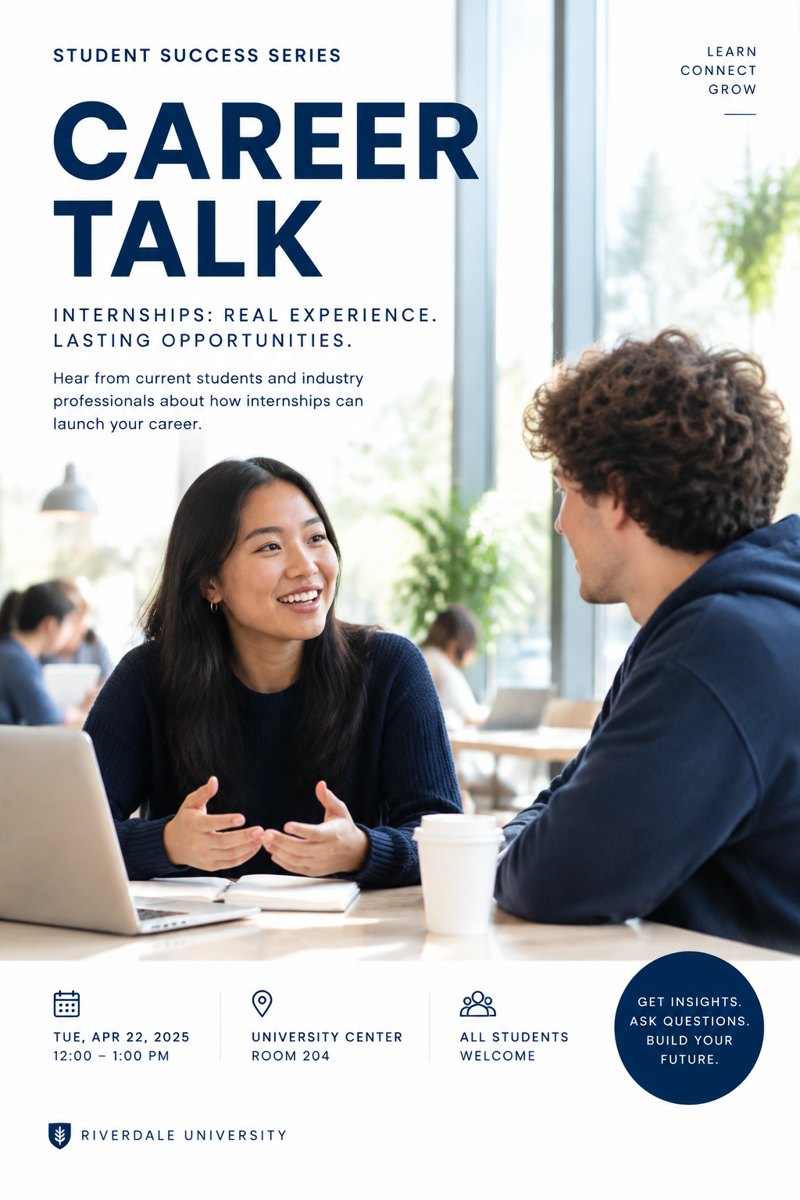 STUDENT SUCCESS SERIES
LEARN
CONNECT
GROW
CAREER
TALK
INTERNSHIPS: REAL EXPERIENCE.
LASTING OPPORTUNITIES.
Hear from current students and industry
professionals about how internships can
launch your career.
TUE, APR 22, 2025
12:00 – 1:00 PM
UNIVERSITY CENTER
ROOM 204
ALL STUDENTS
WELCOME
GET INSIGHTS.
ASK QUESTIONS.
BUILD YOUR
FUTURE.
RIVERDALE UNIVERSITY